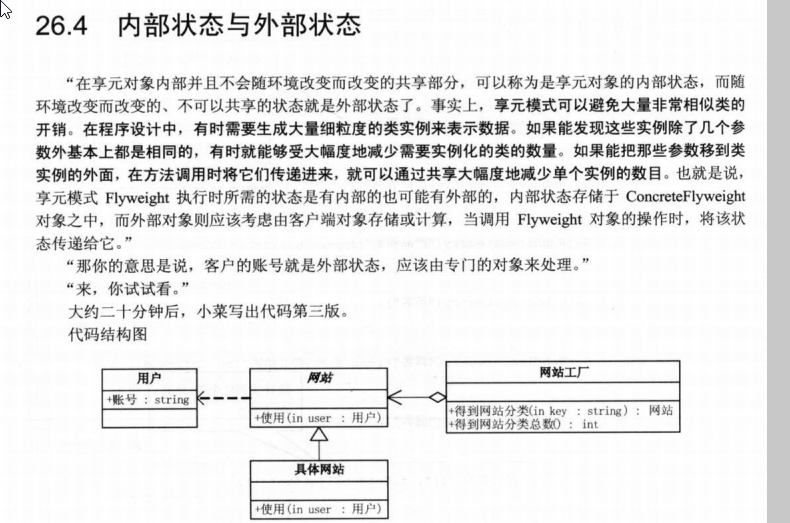 26.4 内部状态与外部状态
“在享元对象内部并且不会随环境改变而改变的共享部分，可以称为是享元对象的内部状态，而随
环境改变而改变的、不可以共享的状态就是外部状态了。事实上，享元模式可以避免大量非常相似类的
开销。在程序设计中，有时需要生成大量细粒度的类实例来表示数据。如果能发现这些实例除了几个参
数外基本上都是相同的，有时就能够受大幅度地减少需要实例化的类的数量。如果能把那些参数移到类
实例的外面，在方法调用时将它们传递进来，就可以通过共享大幅度地减少单个实例的数目。也就是说，
享元模式 Flyweight 执行时所需的状态是有内部的也可能有外部的，内部状态存储于 ConcreteFlyweight
对象之中，而外部对象则应该考虑由客户端对象存储或计算，当调用 Flyweight 对象的操作时，将该状
态传递给它。”
“那你的意思是说，客户的账号就是外部状态，应该由专门的对象来处理。”
“来，你试试看。”
大约二十分钟后，小菜写出代码第三版。
代码结构图
用户
+账号 : string
网站
+使用(in user : 用户)
网站工厂
+得到网站分类(in key : string) : 网站
+得到网站分类总数() : int
具体网站
+使用(in user : 用户)